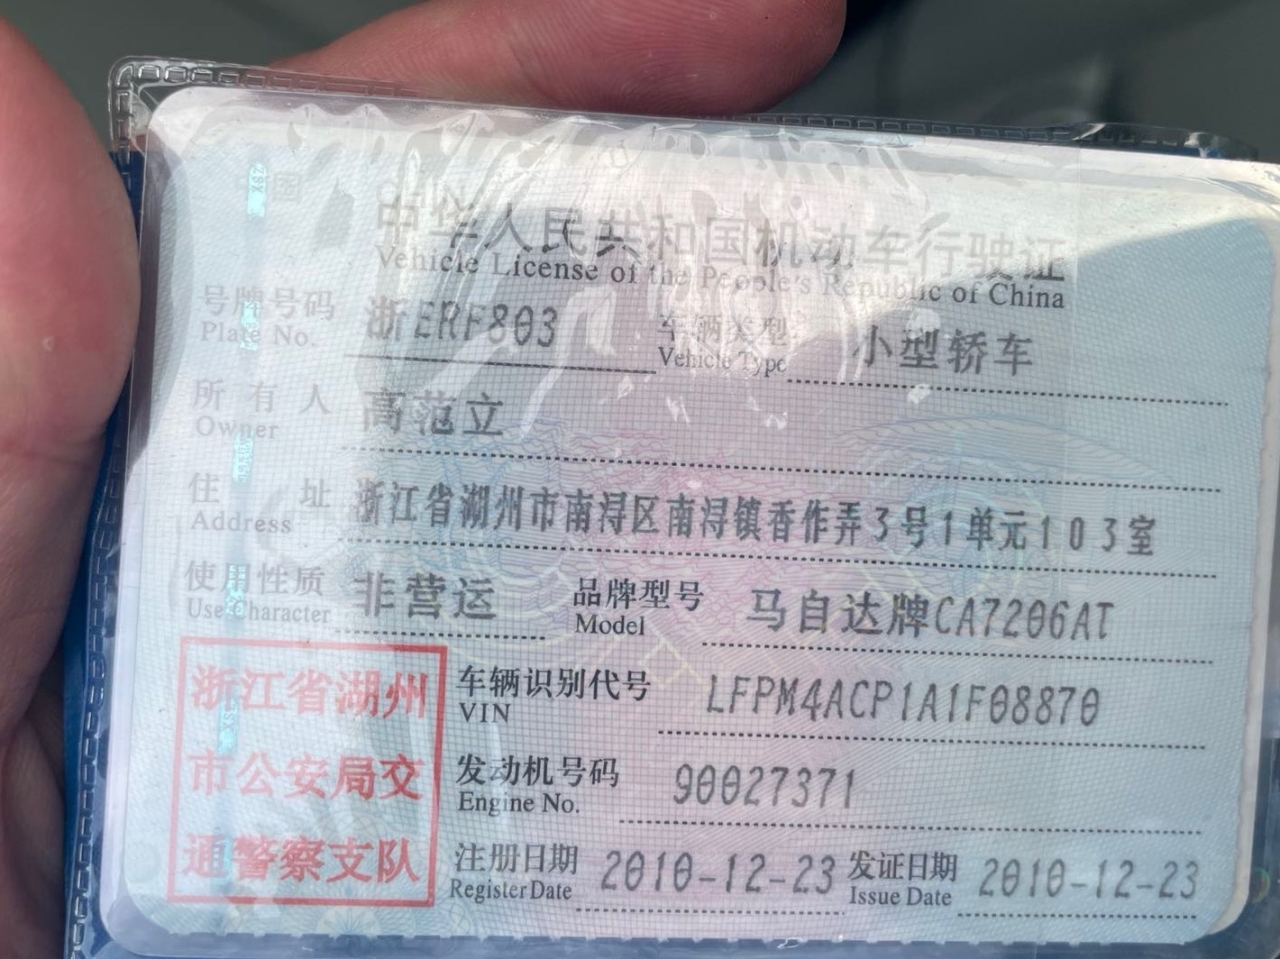 中华人民共和国机动车行驶证
Vehicle License of the People's Republic of China
号牌号码 浙ERF803 车辆类型 小型轿车
Plate No. Vehicle Type
所有人 高范立
Owner
住址 浙江省湖州市南浔区南浔镇香作弄3号1单元103室
Address
使用性质 非营运 品牌型号 马自达牌CA7206AT
Use Character Model
浙江省湖州
市公安局交
通警察支队
车辆识别代号 LFPM4ACP1A1F08870
VIN
发动机号码 90027371
Engine No.
注册日期 2010-12-23 发证日期 2010-12-23
Register Date Issue Date